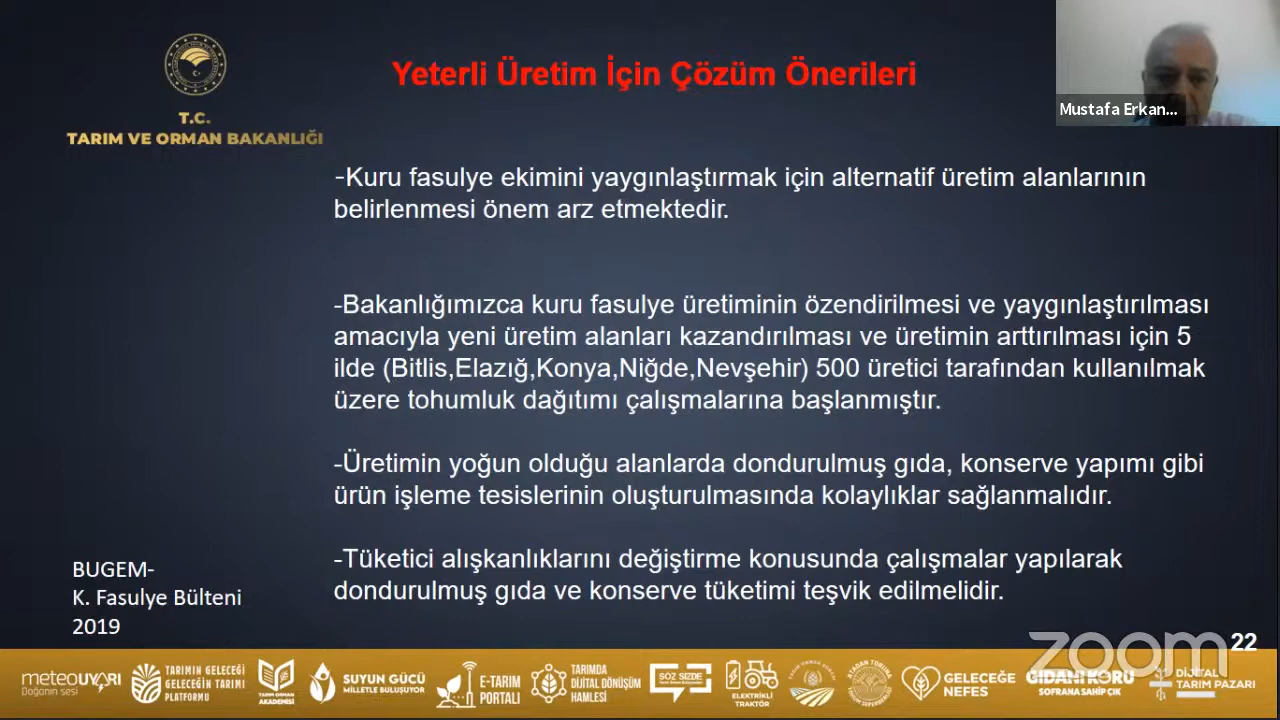 Yeterli Üretim İçin Çözüm Önerileri
Mustafa Erkan...
T.C.
TARIM VE ORMAN BAKANLIĞI
-Kuru fasulye ekimini yaygınlaştırmak için alternatif üretim alanlarının
belirlenmesi önem arz etmektedir.
-Bakanlığımızca kuru fasulye üretiminin özendirilmesi ve yaygınlaştırılması
amacıyla yeni üretim alanları kazandırılması ve üretimin arttırılması için 5
ilde (Bitlis,Elazığ,Konya,Niğde,Nevşehir) 500 üretici tarafından kullanılmak
üzere tohumluk dağıtımı çalışmalarına başlanmıştır.
-Üretimin yoğun olduğu alanlarda dondurulmuş gıda, konserve yapımı gibi
ürün işleme tesislerinin oluşturulmasında kolaylıklar sağlanmalıdır.
-Tüketici alışkanlıklarını değiştirme konusunda çalışmalar yapılarak
dondurulmuş gıda ve konserve tüketimi teşvik edilmelidir.
BUGEM-
K. Fasulye Bülteni
2019
zoom
22
meteoUYARI
Doğanın sesi
TARIMIN GELECEĞİ
GELECEĞİN TARIMI
PLATFORMU
TARIM ORMAN
AKADEMİSİ
SUYUN GÜCÜ
MİLLETLE BULUŞUYOR
E-TARIM
PORTALI
TARIMDA
DİJİTAL DÖNÜŞÜM
HAMLESİ
SÖZ SİZDE
ELEKTRİKLİ
TRAKTÖR
GELECEĞE
NEFES
GIDANI KORU
SOFRANA SAHİP ÇIK
DİJİTAL
TARIM PAZARI